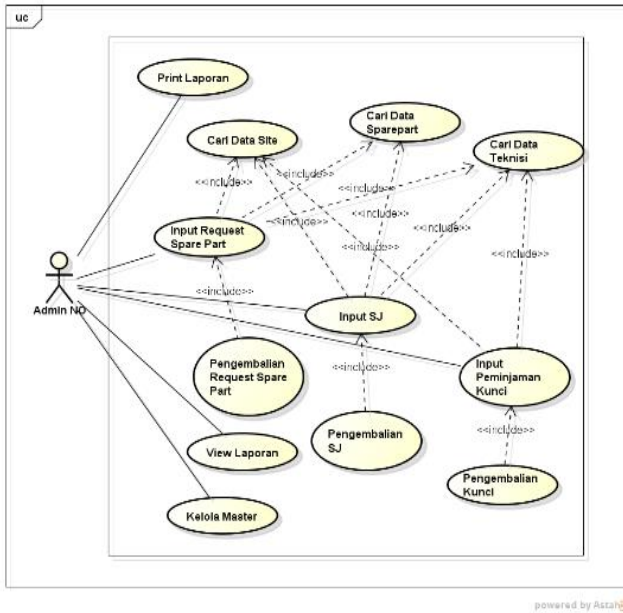 uc
Print Laporan
Cari Data Site
Cari Data
Sparepart
Cari Data
Teknisi
<<include>>
<<include>>
<<include>>
Input Request
Spare Part
<<include>>
<<include>>
<<include>>
<<include>>
<<include>>
Admin NO
Input SJ
Pengembalian
Request Spare
Part
<<include>>
Input
Peminjaman
Kunci
Pengembalian
SJ
<<include>>
View Laporan
Pengembalian
Kunci
Kelola Master
powered by Astah